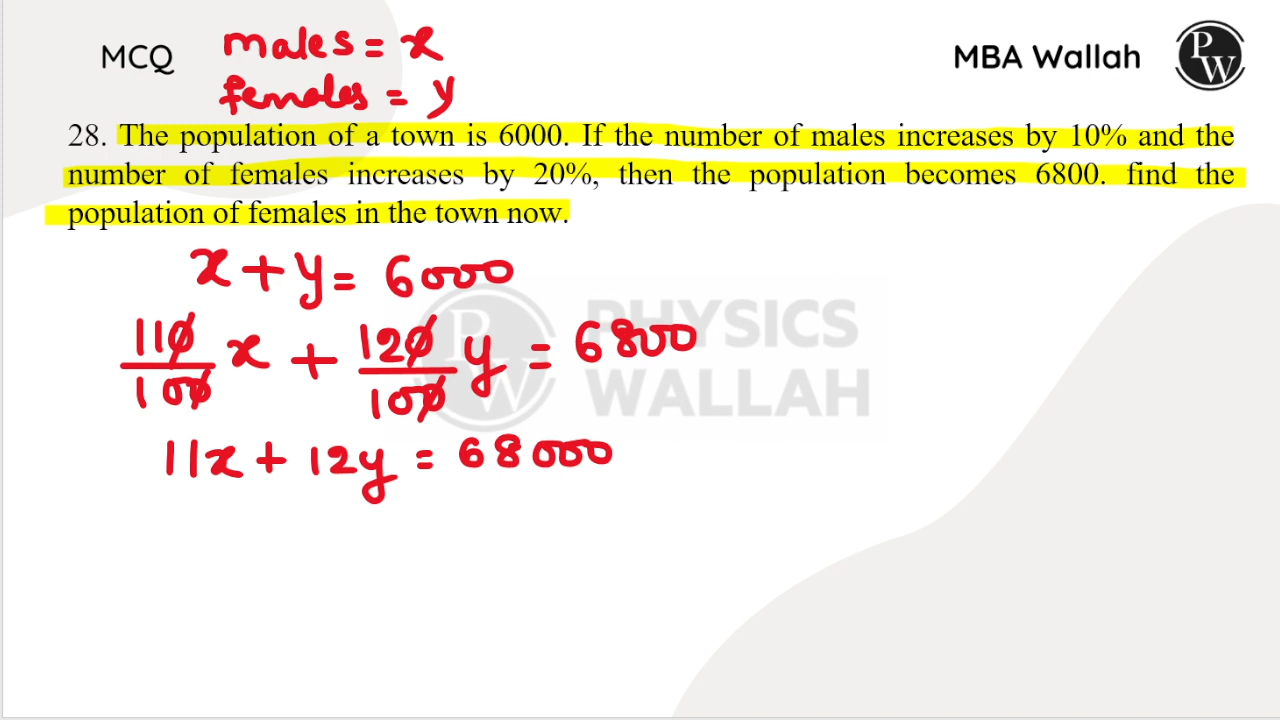 MCQ
males = x
females = y
MBA Wallah
PW
28. The population of a town is 6000. If the number of males increases by 10% and the
number of females increases by 20%, then the population becomes 6800. find the
population of females in the town now.
x + y = 6000
110/100 x + 120/100 y = 6800
11x + 12y = 68000
PW
PHYSICS
WALLAH